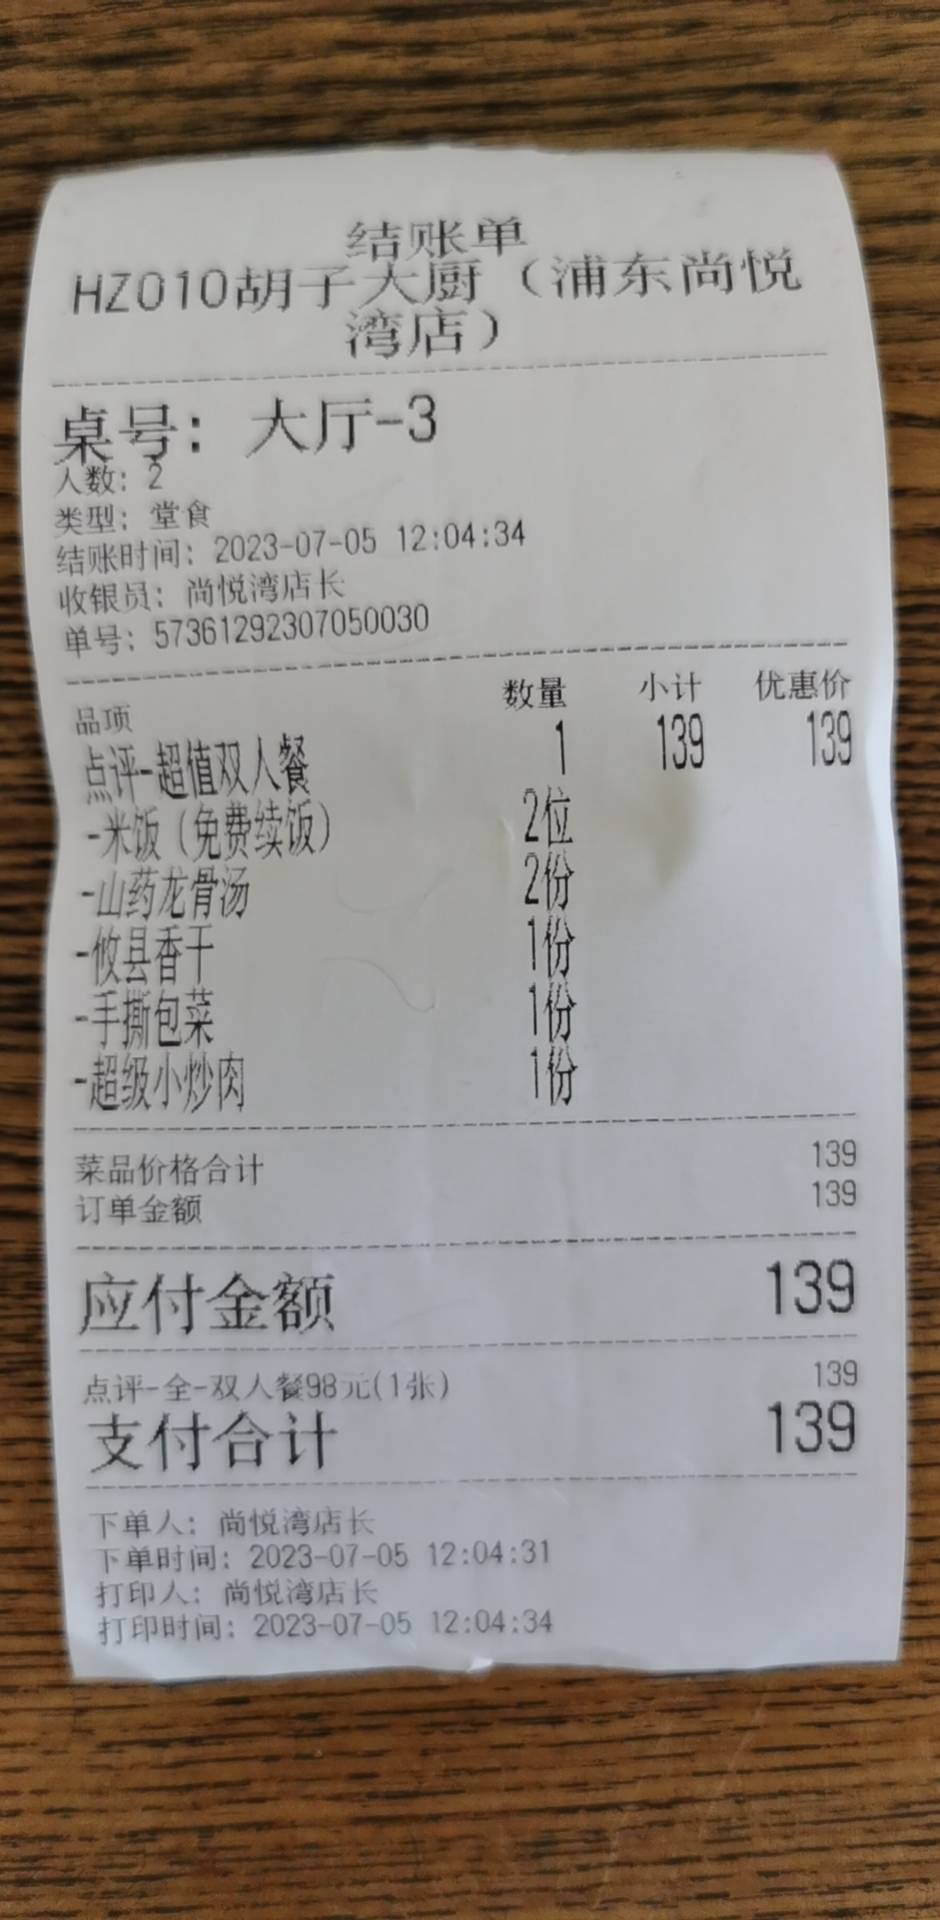 结账单
HZ010胡子大厨（浦东尚悦
湾店）
桌号：大厅-3
人数：2
类型：堂食
结账时间：2023-07-05 12:04:34
收银员：尚悦湾店长
单号：57361292307050030
品项 数量 小计 优惠价
点评-超值双人餐 1 139 139
-米饭（免费续饭） 2位
-山药龙骨汤 2份
-攸县香干 1份
-手撕包菜 1份
-超级小炒肉 1份
菜品价格合计 139
订单金额 139
应付金额 139
点评-全-双人餐98元(1张) 139
支付合计 139
下单人：尚悦湾店长
下单时间：2023-07-05 12:04:31
打印人：尚悦湾店长
打印时间：2023-07-05 12:04:34